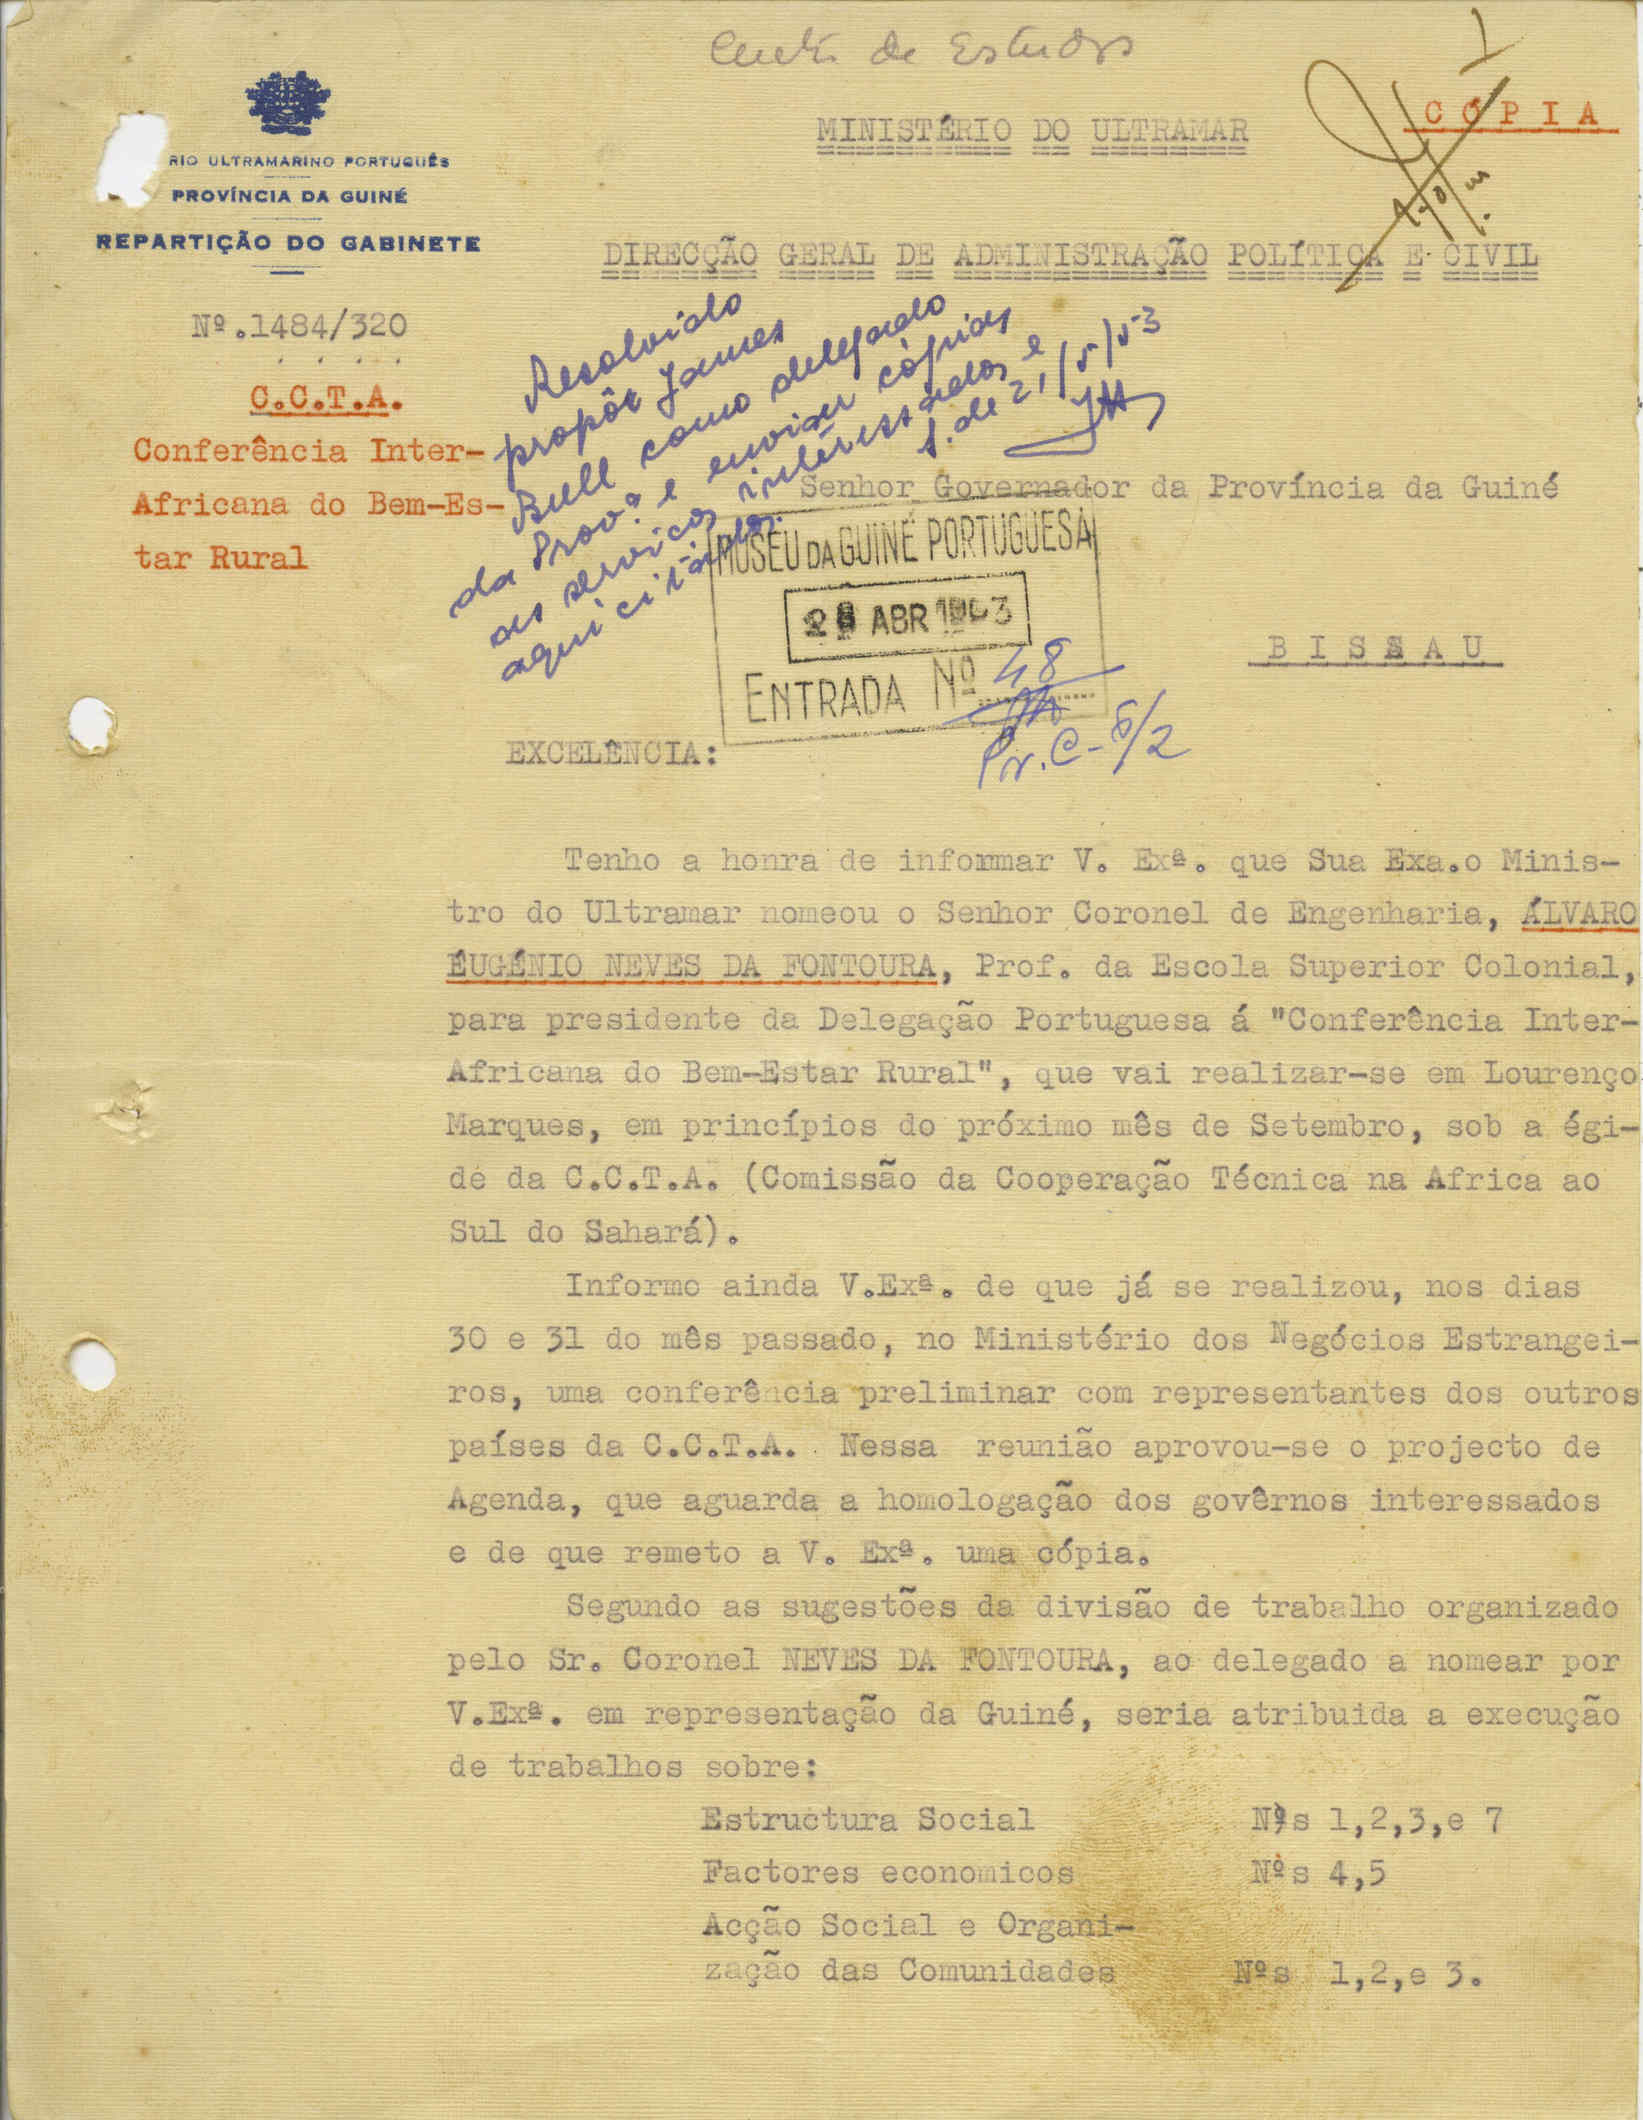 Centro de Estudos
1
CÓPIA
RIO ULTRAMARINO PORTUGUÊS
PROVÍNCIA DA GUINÉ
REPARTIÇÃO DO GABINETE
MINISTÉRIO DO ULTRAMAR
DIRECÇÃO GERAL DE ADMINISTRAÇÃO POLÍTICA E CIVIL
Nº.1484/320
. . . .
C.C.T.A.
Conferência Inter-
Africana do Bem-Es-
tar Rural
Resolvido
propôr James
Bull como delegado
da Prov.ª e enviar cópias
aos serviços interessados e
aqui citados.
S. de 21/5/53
Senhor Governador da Província da Guiné
MUSEU DA GUINÉ PORTUGUESA
ABR
ENTRADA Nº 48
Pr. C-6/2
BISSAU
EXCELÊNCIA:
Tenho a honra de informar V. Exª. que Sua Exa.o Minis-
tro do Ultramar nomeou o Senhor Coronel de Engenharia, ÁLVARO
ÉUGÉNIO NEVES DA FONTOURA, Prof. da Escola Superior Colonial,
para presidente da Delegação Portuguesa á "Conferência Inter-
Africana do Bem-Estar Rural", que vai realizar-se em Lourenço
Marques, em princípios do próximo mês de Setembro, sob a égi-
de da C.C.T.A. (Comissão da Cooperação Técnica na Africa ao
Sul do Sahará).
Informo ainda V.Exª. de que já se realizou, nos dias
30 e 31 do mês passado, no Ministério dos Negócios Estrangei-
ros, uma conferência preliminar com representantes dos outros
países da C.C.T.A. Nessa reunião aprovou-se o projecto de
Agenda, que aguarda a homologação dos govêrnos interessados
e de que remeto a V. Exª. uma cópia.
Segundo as sugestões da divisão de trabalho organizado
pelo Sr. Coronel NEVES DA FONTOURA, ao delegado a nomear por
V.Exª. em representação da Guiné, seria atribuida a execução
de trabalhos sobre:
Estructura Social Nºs 1,2,3,e 7
Factores economicos Nºs 4,5
Acção Social e Organi-
zação das Comunidades Nºs 1,2,e 3.